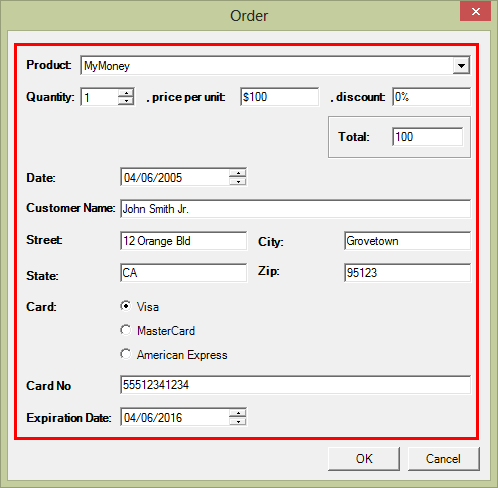 Order
Product: MyMoney
Quantity: 1 , price per unit: $100 , discount: 0%
Total: 100
Date: 04/06/2005
Customer Name: John Smith Jr.
Street: 12 Orange Bld City: Grovetown
State: CA Zip: 95123
Card: Visa
MasterCard
American Express
Card No 55512341234
Expiration Date: 04/06/2016
OK Cancel